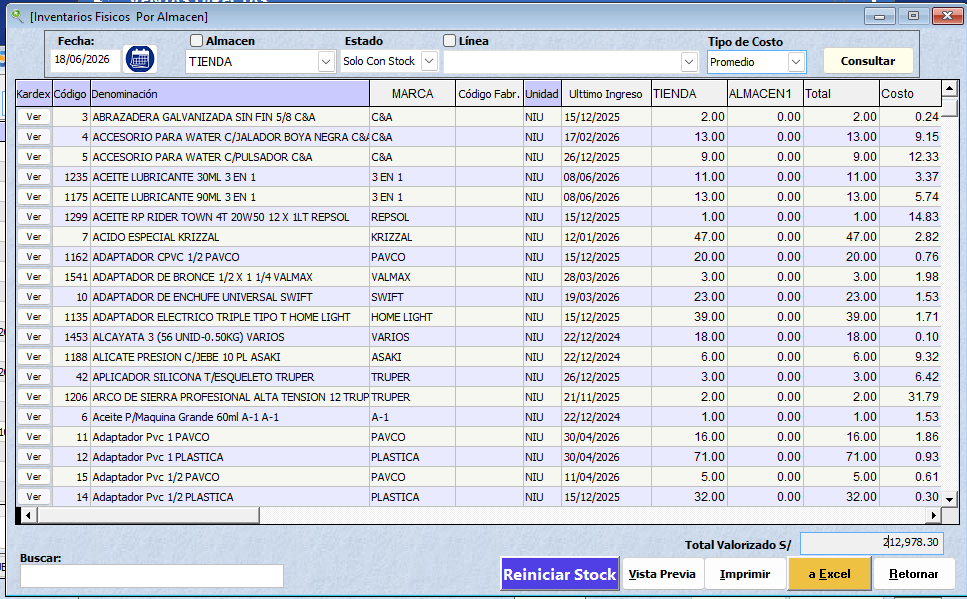 [Inventarios Fisicos Por Almacen]
Fecha: Almacen Estado Línea Tipo de Costo
18/06/2026 TIENDA Solo Con Stock Promedio Consultar
Kardex Código Denominación MARCA Código Fabr. Unidad Ulttimo Ingreso TIENDA ALMACEN1 Total Costo
Ver 3 ABRAZADERA GALVANIZADA SIN FIN 5/8 C&A C&A NIU 15/12/2025 2.00 0.00 2.00 0.24
Ver 4 ACCESORIO PARA WATER C/JALADOR BOYA NEGRA C&A C&A NIU 17/02/2026 13.00 0.00 13.00 9.15
Ver 5 ACCESORIO PARA WATER C/PULSADOR C&A C&A NIU 26/12/2025 9.00 0.00 9.00 12.33
Ver 1235 ACEITE LUBRICANTE 30ML 3 EN 1 3 EN 1 NIU 08/06/2026 11.00 0.00 11.00 3.37
Ver 1175 ACEITE LUBRICANTE 90ML 3 EN 1 3 EN 1 NIU 08/06/2026 13.00 0.00 13.00 5.74
Ver 1299 ACEITE RP RIDER TOWN 4T 20W50 12 X 1LT REPSOL REPSOL NIU 15/12/2025 1.00 0.00 1.00 14.83
Ver 7 ACIDO ESPECIAL KRIZZAL KRIZZAL NIU 12/01/2026 47.00 0.00 47.00 2.82
Ver 1162 ADAPTADOR CPVC 1/2 PAVCO PAVCO NIU 15/12/2025 20.00 0.00 20.00 0.76
Ver 1541 ADAPTADOR DE BRONCE 1/2 X 1 1/4 VALMAX VALMAX NIU 28/03/2026 3.00 0.00 3.00 1.98
Ver 10 ADAPTADOR DE ENCHUFE UNIVERSAL SWIFT SWIFT NIU 19/03/2026 23.00 0.00 23.00 1.53
Ver 1135 ADAPTADOR ELECTRICO TRIPLE TIPO T HOME LIGHT HOME LIGHT NIU 15/12/2025 39.00 0.00 39.00 1.71
Ver 1453 ALCAYATA 3 (56 UNID-0.50KG) VARIOS VARIOS NIU 22/12/2024 18.00 0.00 18.00 0.10
Ver 1188 ALICATE PRESION C/JEBE 10 PL ASAKI ASAKI NIU 22/12/2024 6.00 0.00 6.00 9.32
Ver 42 APLICADOR SILICONA T/ESQUELETO TRUPER TRUPER NIU 26/12/2025 3.00 0.00 3.00 6.42
Ver 1206 ARCO DE SIERRA PROFESIONAL ALTA TENSION 12 TRUP TRUPER NIU 21/11/2025 2.00 0.00 2.00 31.79
Ver 6 Aceite P/Maquina Grande 60ml A-1 A-1 A-1 NIU 22/12/2024 1.00 0.00 1.00 1.53
Ver 11 Adaptador Pvc 1 PAVCO PAVCO NIU 30/04/2026 16.00 0.00 16.00 1.86
Ver 12 Adaptador Pvc 1 PLASTICA PLASTICA NIU 30/04/2026 71.00 0.00 71.00 0.93
Ver 15 Adaptador Pvc 1/2 PAVCO PAVCO NIU 11/04/2026 5.00 0.00 5.00 0.61
Ver 14 Adaptador Pvc 1/2 PLASTICA PLASTICA NIU 15/12/2025 32.00 0.00 32.00 0.30
Total Valorizado S/ 212,978.30
Buscar:
Reiniciar Stock Vista Previa Imprimir a Excel Retornar